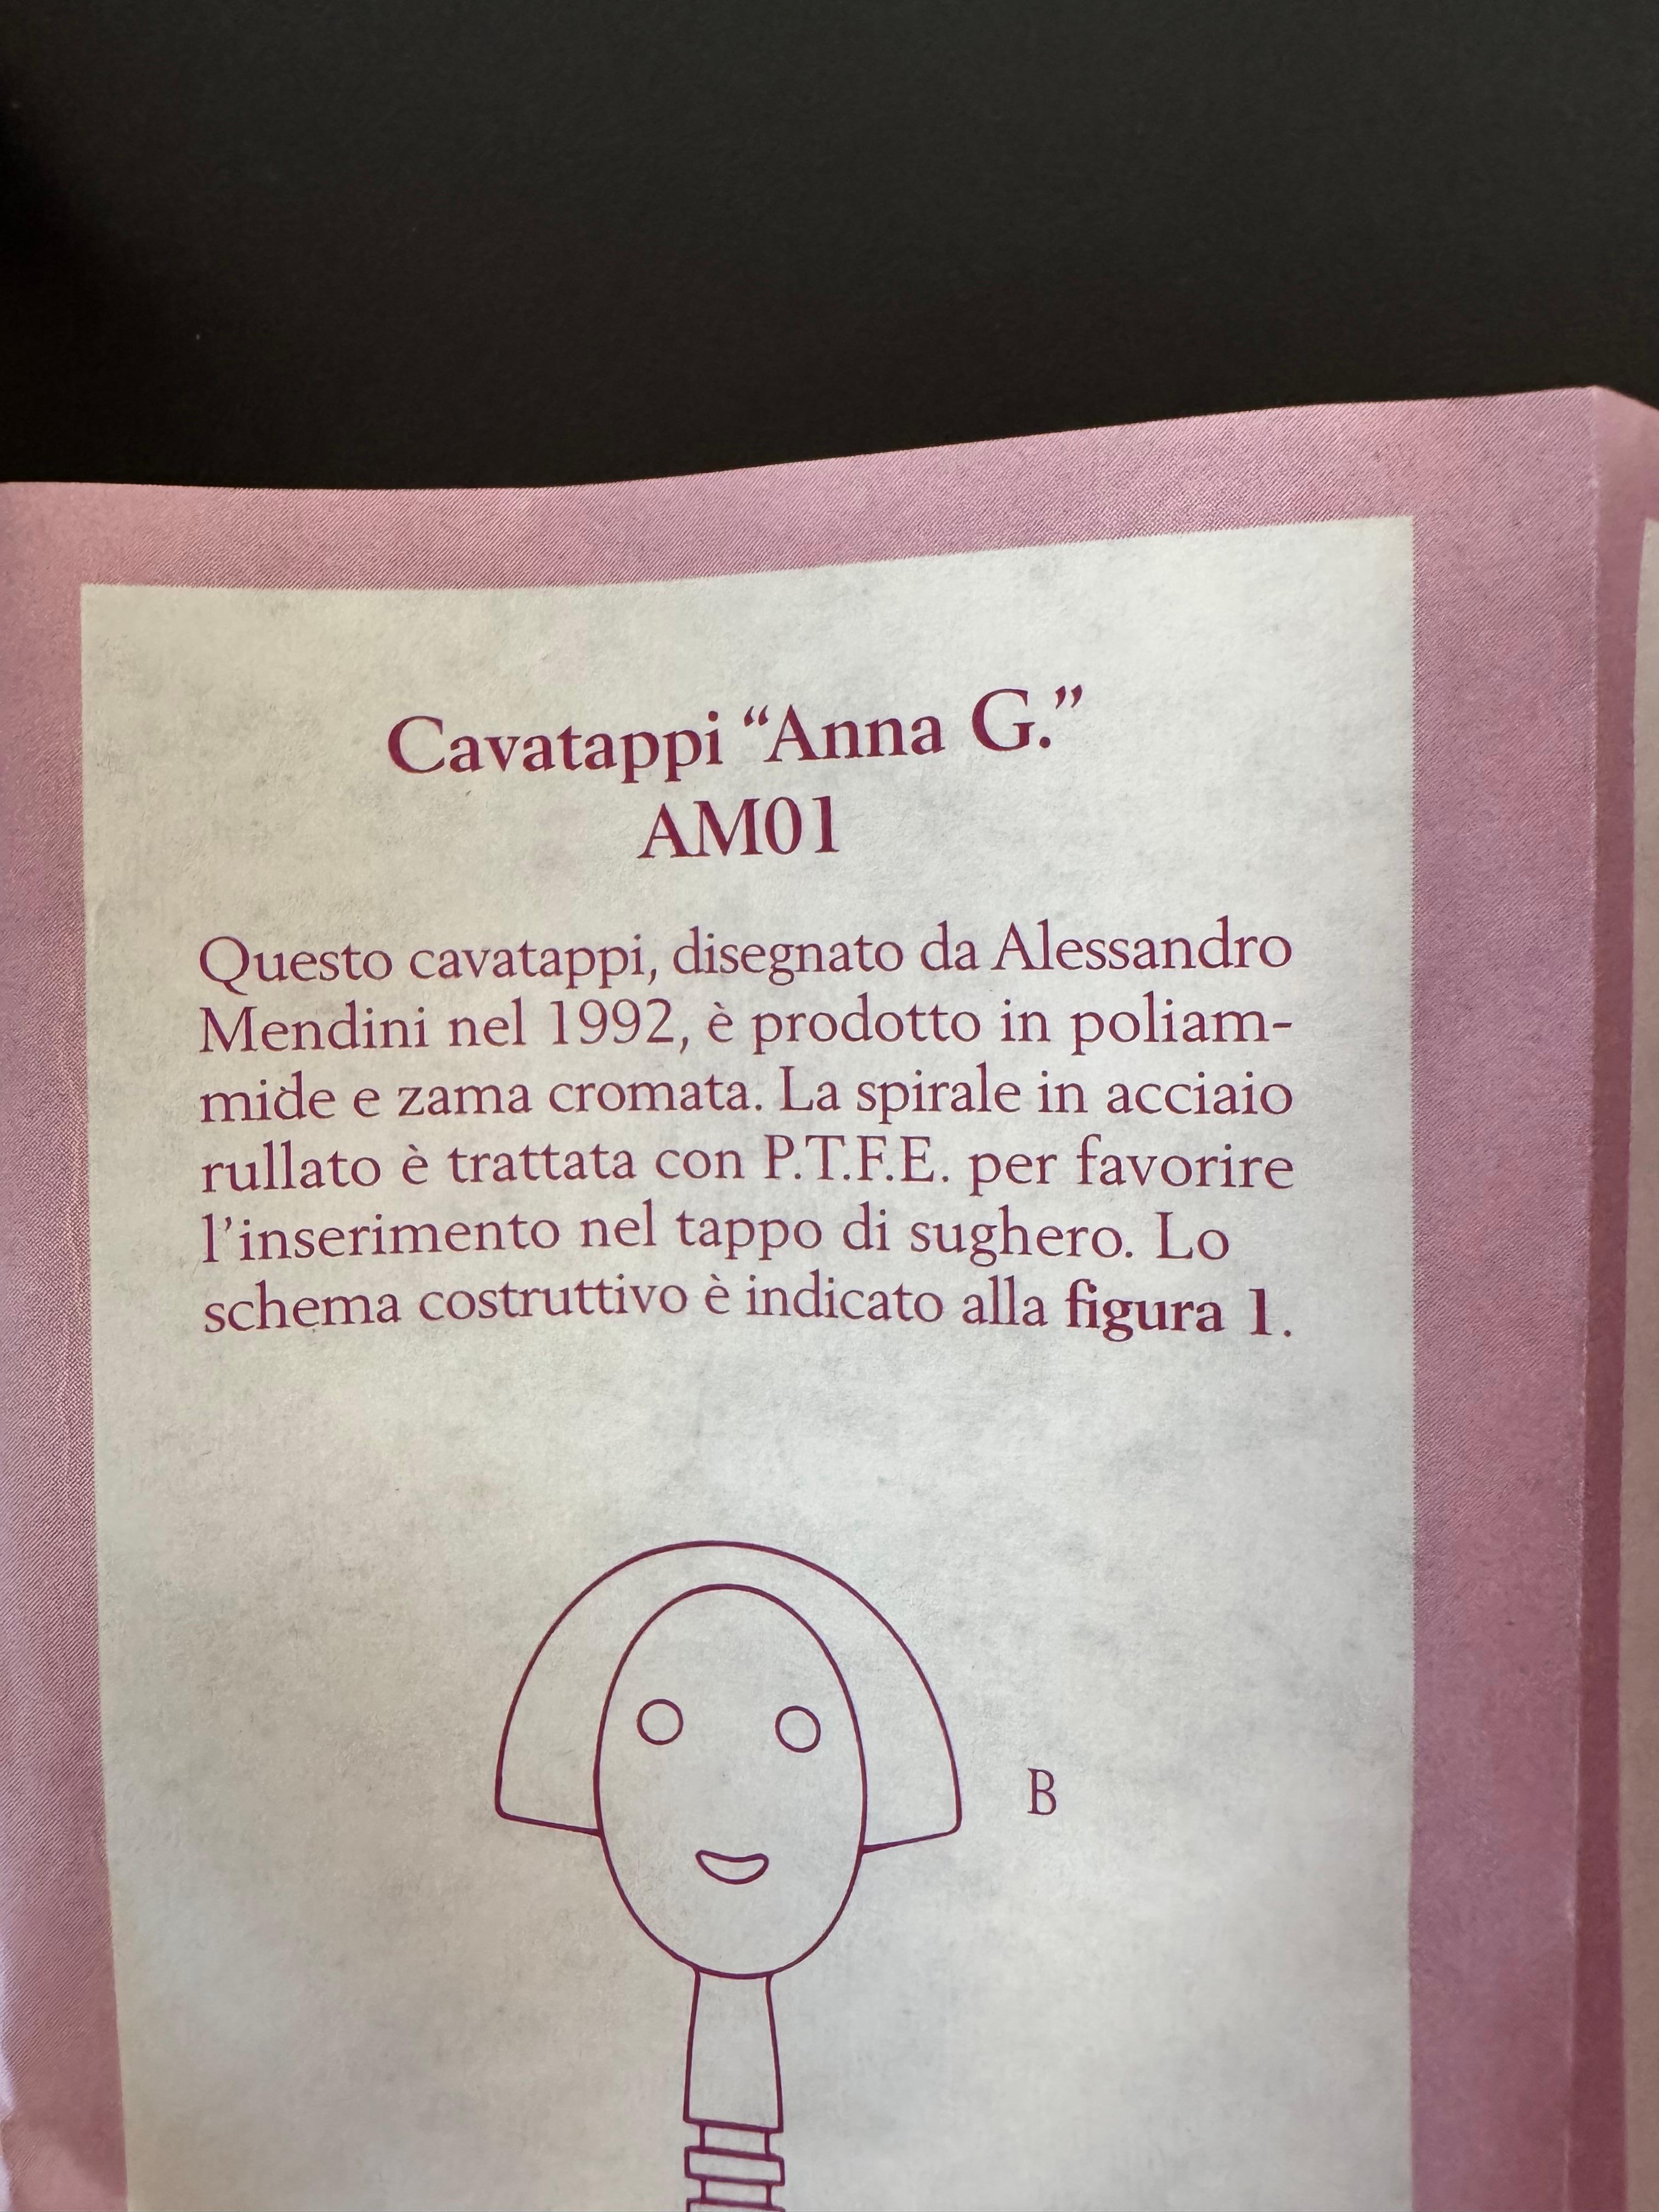 Cavatappi “Anna G.”
AM01
Questo cavatappi, disegnato da Alessandro
Mendini nel 1992, è prodotto in poliam-
mide e zama cromata. La spirale in acciaio
rullato è trattata con P.T.F.E. per favorire
l’inserimento nel tappo di sughero. Lo
schema costruttivo è indicato alla figura 1.
B